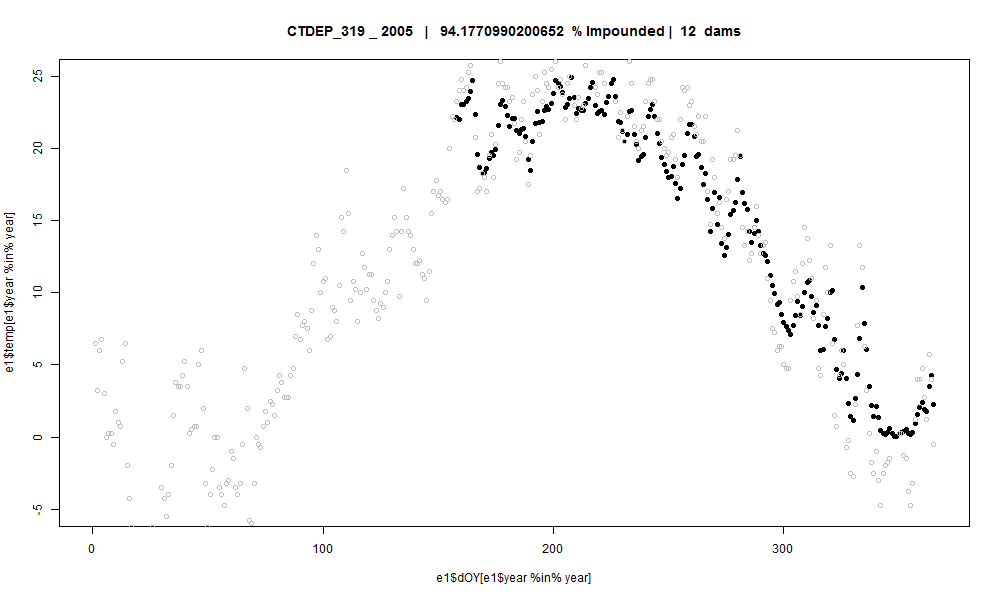 CTDEP_319 _ 2005 | 94.1770990200652 % Impounded | 12 dams
e1$temp[e1$year %in% year]
25
20
15
10
5
0
-5
0 100 200 300
e1$dOY[e1$year %in% year]